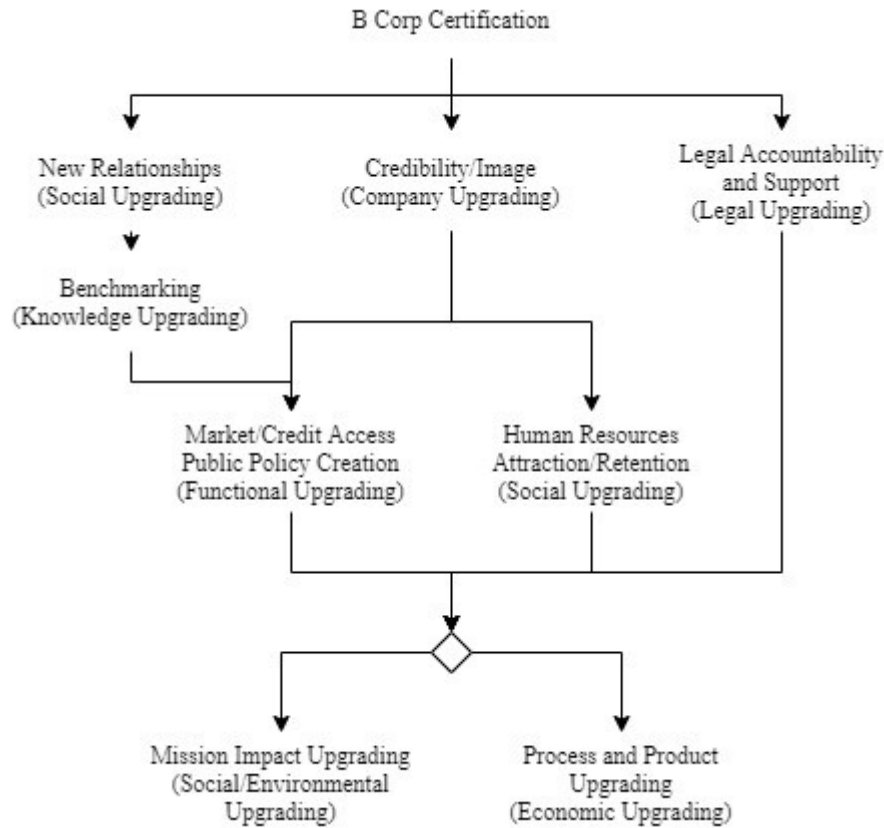 B Corp Certification
New Relationships
(Social Upgrading)
Credibility/Image
(Company Upgrading)
Legal Accountability
and Support
(Legal Upgrading)
Benchmarking
(Knowledge Upgrading)
Market/Credit Access
Public Policy Creation
(Functional Upgrading)
Human Resources
Attraction/Retention
(Social Upgrading)
Mission Impact Upgrading
(Social/Environmental
Upgrading)
Process and Product
Upgrading
(Economic Upgrading)